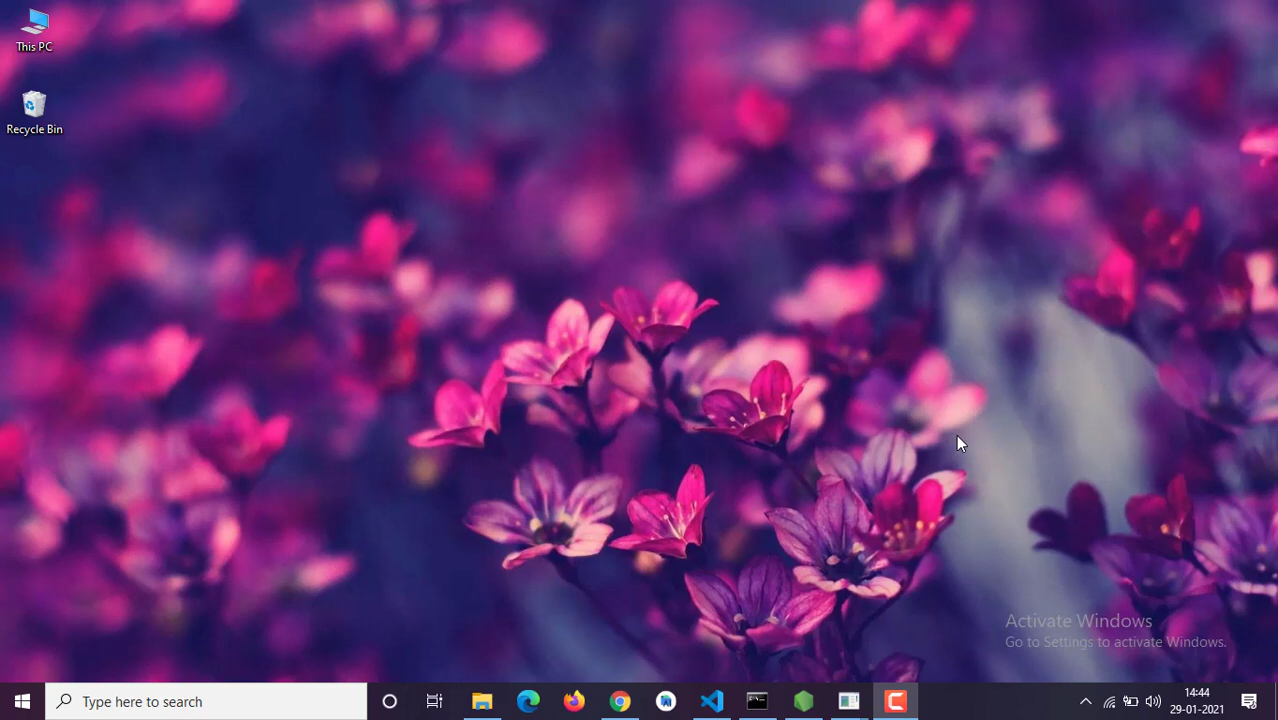 This PC
Recycle Bin
Activate Windows
Go to Settings to activate Windows.
Type here to search
14:44
29-01-2021